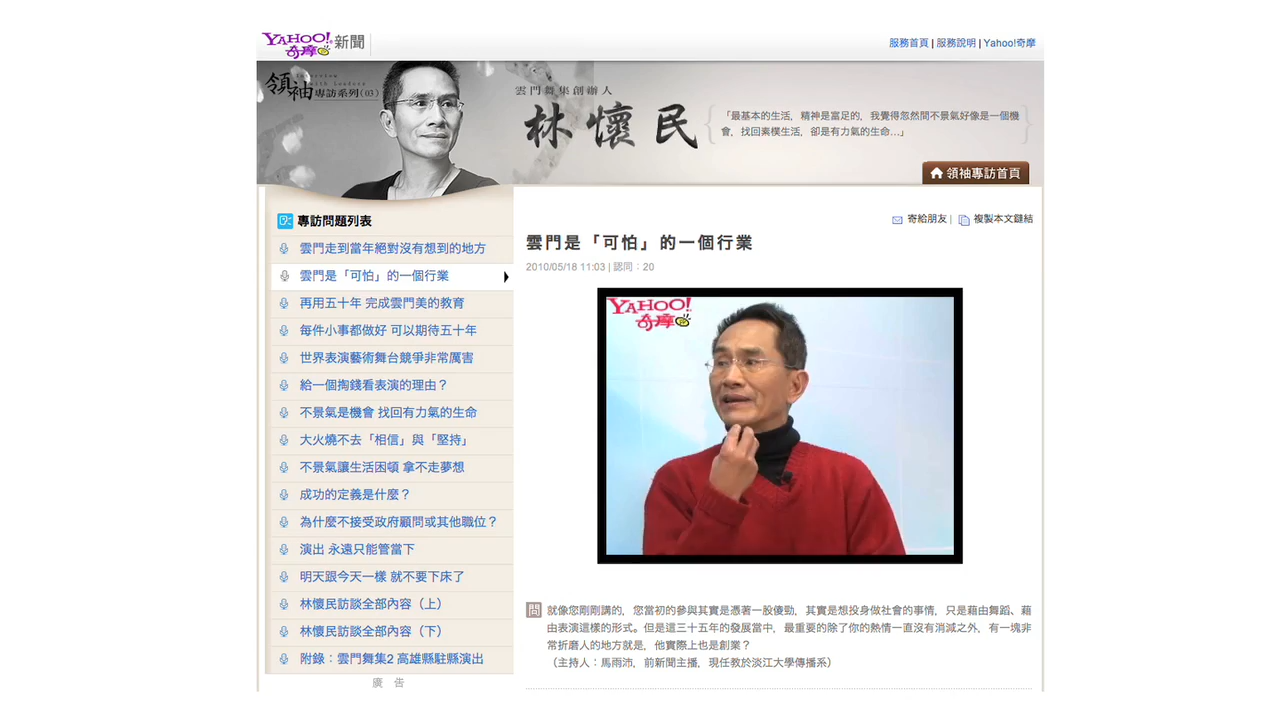 YAHOO! 奇摩 新聞
服務首頁 | 服務說明 | Yahoo!奇摩
領袖專訪系列(03)
雲門舞集創辦人
林懷民
「最基本的生活，精神是富足的，我覺得忽然間不景氣好像是一個機
會，找回素樸生活，卻是有力氣的生命...」
領袖專訪首頁
專訪問題列表
雲門走到當年絕對沒有想到的地方
雲門是「可怕」的一個行業
再用五十年 完成雲門美的教育
每件小事都做好 可以期待五十年
世界表演藝術舞台競爭非常厲害
給一個掏錢看表演的理由？
不景氣是機會 找回有力氣的生命
大火燒不去「相信」與「堅持」
不景氣讓生活困頓 拿不走夢想
成功的定義是什麼？
為什麼不接受政府顧問或其他職位？
演出 永遠只能管當下
明天跟今天一樣 就不要下床了
林懷民訪談全部內容（上）
林懷民訪談全部內容（下）
附錄：雲門舞集2 高雄縣駐縣演出
廣 告
寄給朋友 | 複製本文鏈結
雲門是「可怕」的一個行業
2010/05/18 11:03 | 認同：20
YAHOO!
奇摩
問 就像您剛剛講的，您當初的參與其實是憑著一股傻勁，其實是想投身做社會的事情，只是藉由舞蹈、藉
由表演這樣的形式。但是這三十五年的發展當中，最重要的除了你的熱情一直沒有消減之外，有一塊非
常折磨人的地方就是，他實際上也是創業？
（主持人：馬雨沛，前新聞主播，現任教於淡江大學傳播系）